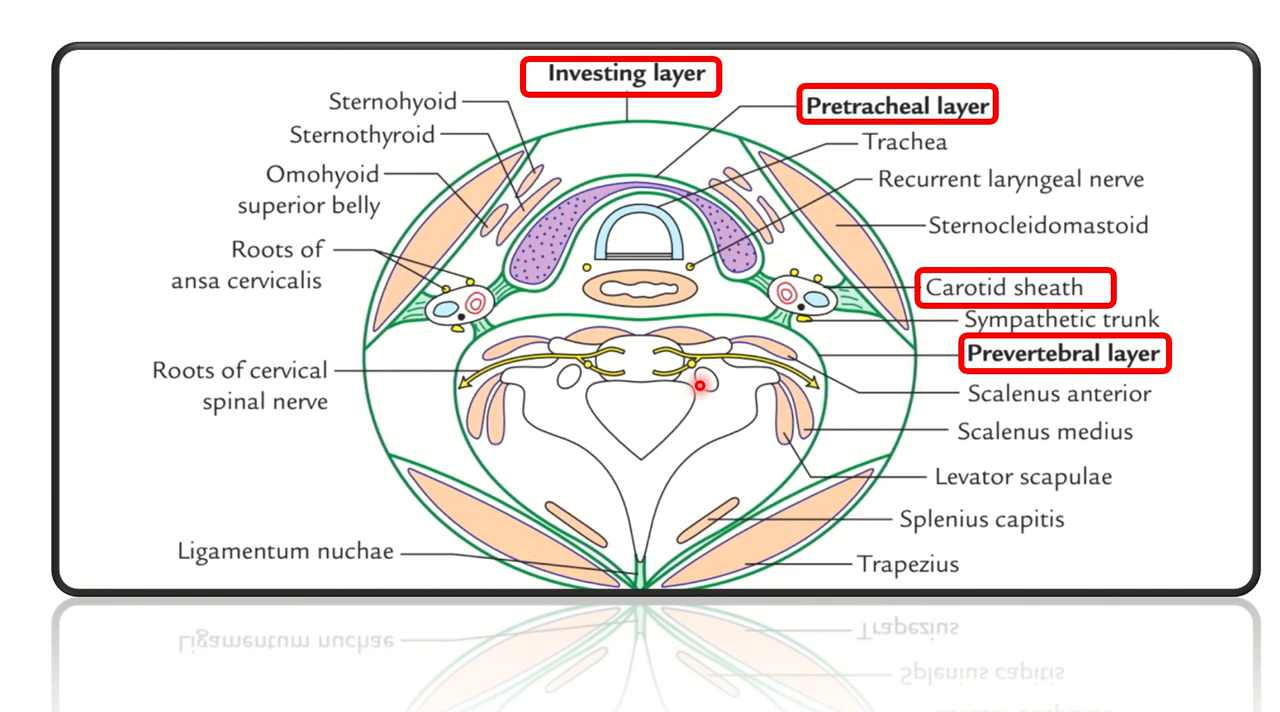 Investing layer
Sternohyoid
Sternothyroid
Omohyoid
superior belly
Roots of
ansa cervicalis
Roots of cervical
spinal nerve
Ligamentum nuchae
Pretracheal layer
Trachea
Recurrent laryngeal nerve
Sternocleidomastoid
Carotid sheath
Sympathetic trunk
Prevertebral layer
Scalenus anterior
Scalenus medius
Levator scapulae
Splenius capitis
Trapezius